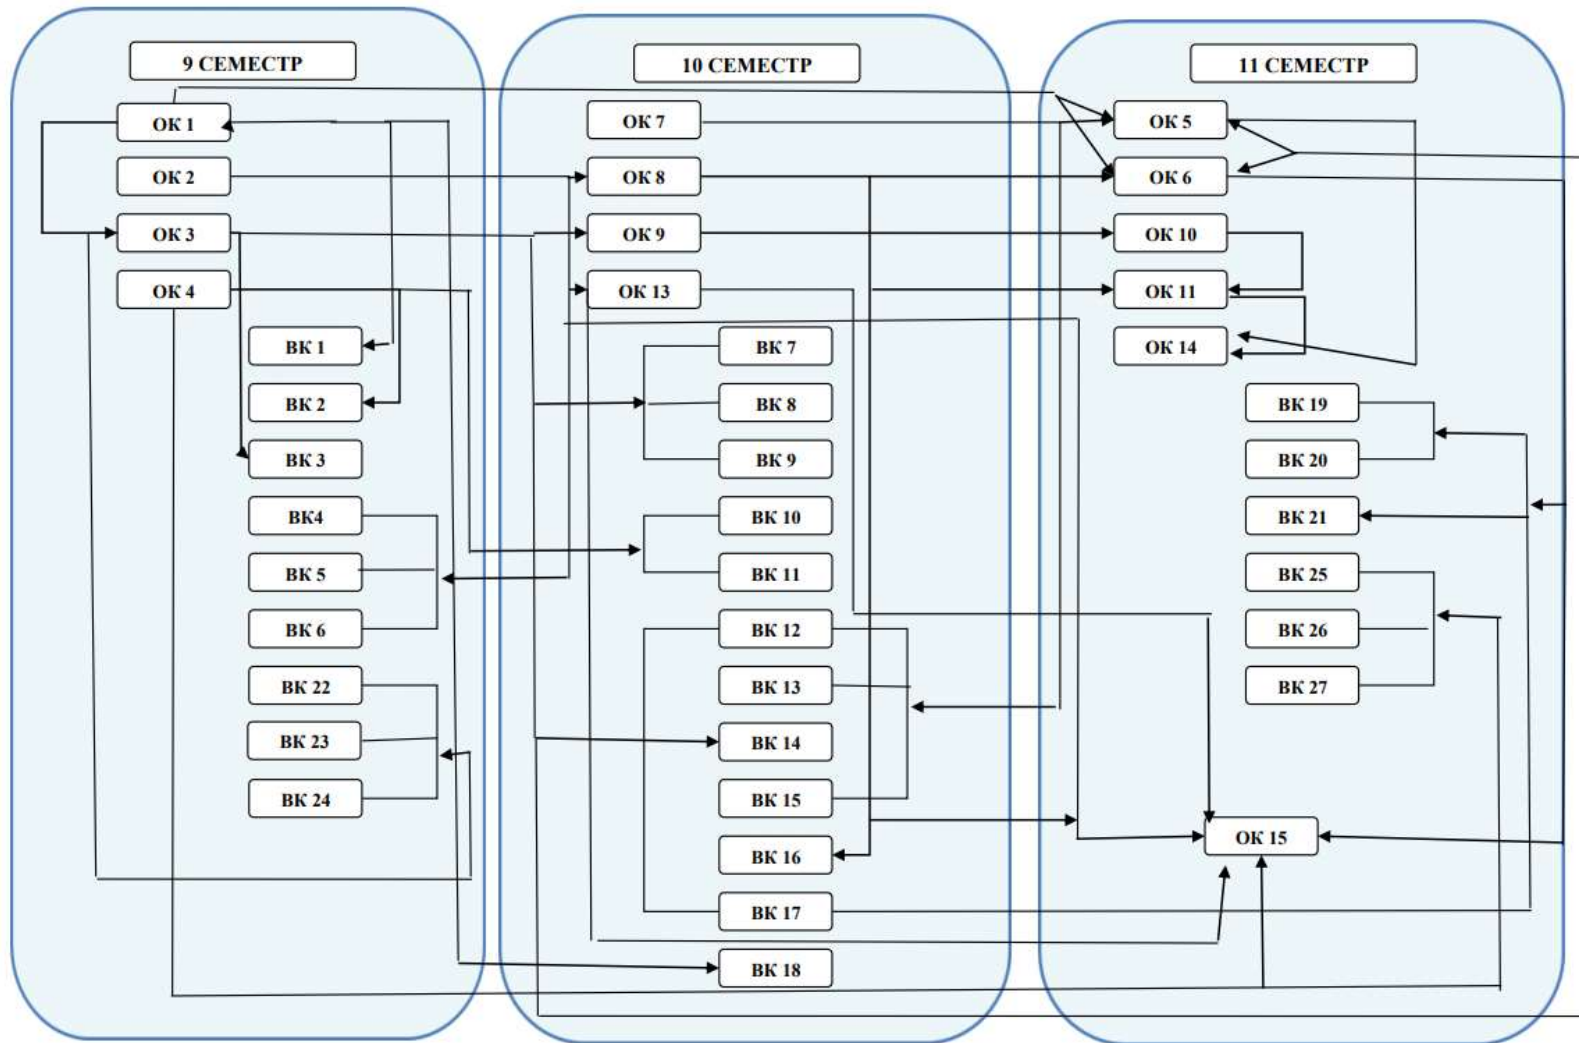 9 СЕМЕСТР
ОК 1
ОК 2
ОК 3
ОК 4
ВК 1
ВК 2
ВК 3
ВК4
ВК 5
ВК 6
ВК 22
ВК 23
ВК 24
10 СЕМЕСТР
ОК 7
ОК 8
ОК 9
ОК 13
ВК 7
ВК 8
ВК 9
ВК 10
ВК 11
ВК 12
ВК 13
ВК 14
ВК 15
ВК 16
ВК 17
ВК 18
11 СЕМЕСТР
ОК 5
ОК 6
ОК 10
ОК 11
ОК 14
ВК 19
ВК 20
ВК 21
ВК 25
ВК 26
ВК 27
ОК 15